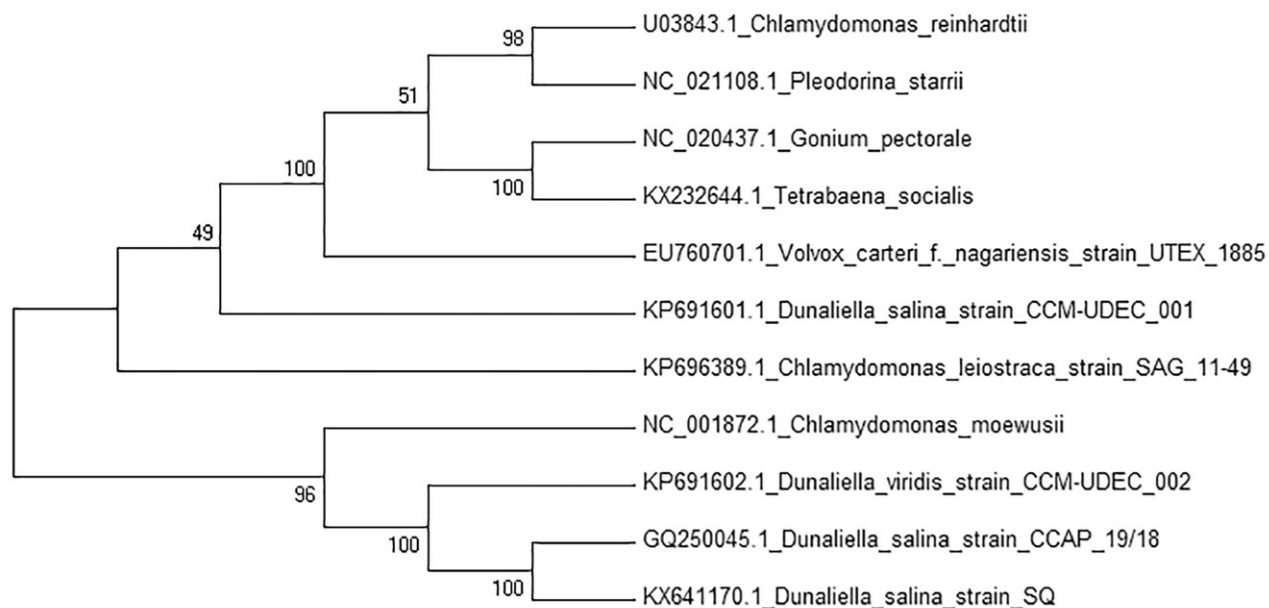 U03843.1_Chlamydomonas_reinhardtii
98
NC_021108.1_Pleodorina_starrii
51
NC_020437.1_Gonium_pectorale
100
100
KX232644.1_Tetrabaena_socialis
49
EU760701.1_Volvox_carteri_f._nagariensis_strain_UTEX_1885
KP691601.1_Dunaliella_salina_strain_CCM-UDEC_001
KP696389.1_Chlamydomonas_leiostraca_strain_SAG_11-49
NC_001872.1_Chlamydomonas_moewusii
KP691602.1_Dunaliella_viridis_strain_CCM-UDEC_002
96
GQ250045.1_Dunaliella_salina_strain_CCAP_19/18
100
100
KX641170.1_Dunaliella_salina_strain_SQ